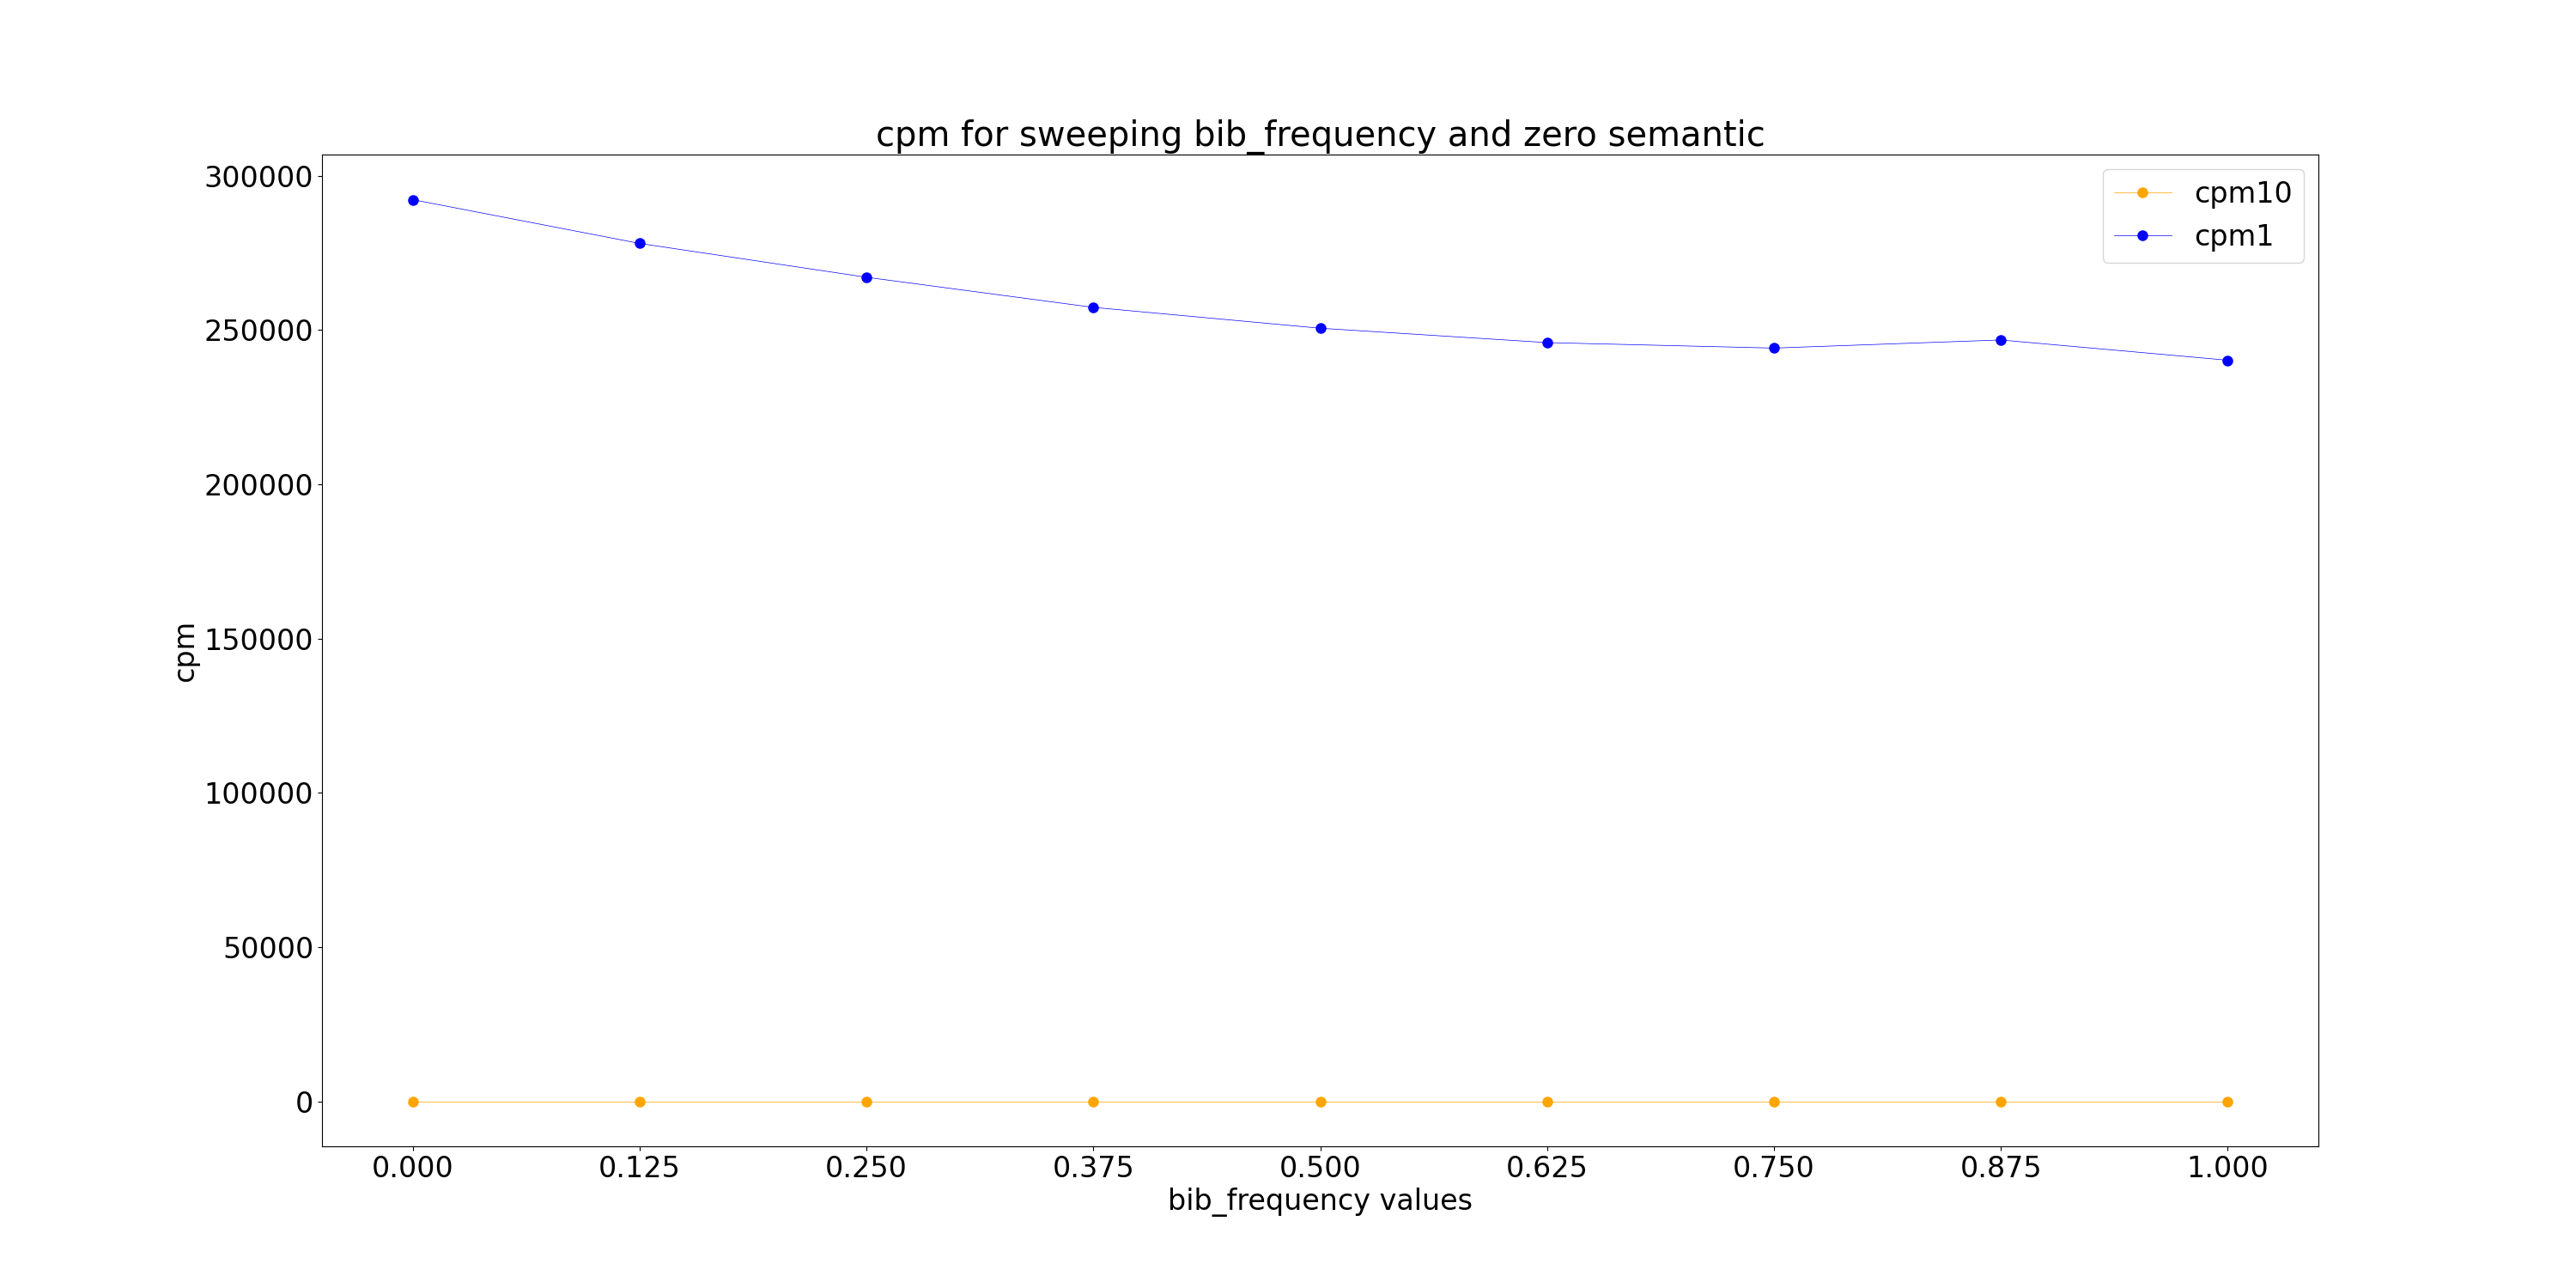 cpm for sweeping bib_frequency and zero semantic
300000
250000
200000
150000
100000
50000
0
cpm
cpm10
cpm1
0.000 0.125 0.250 0.375 0.500 0.625 0.750 0.875 1.000
bib_frequency values